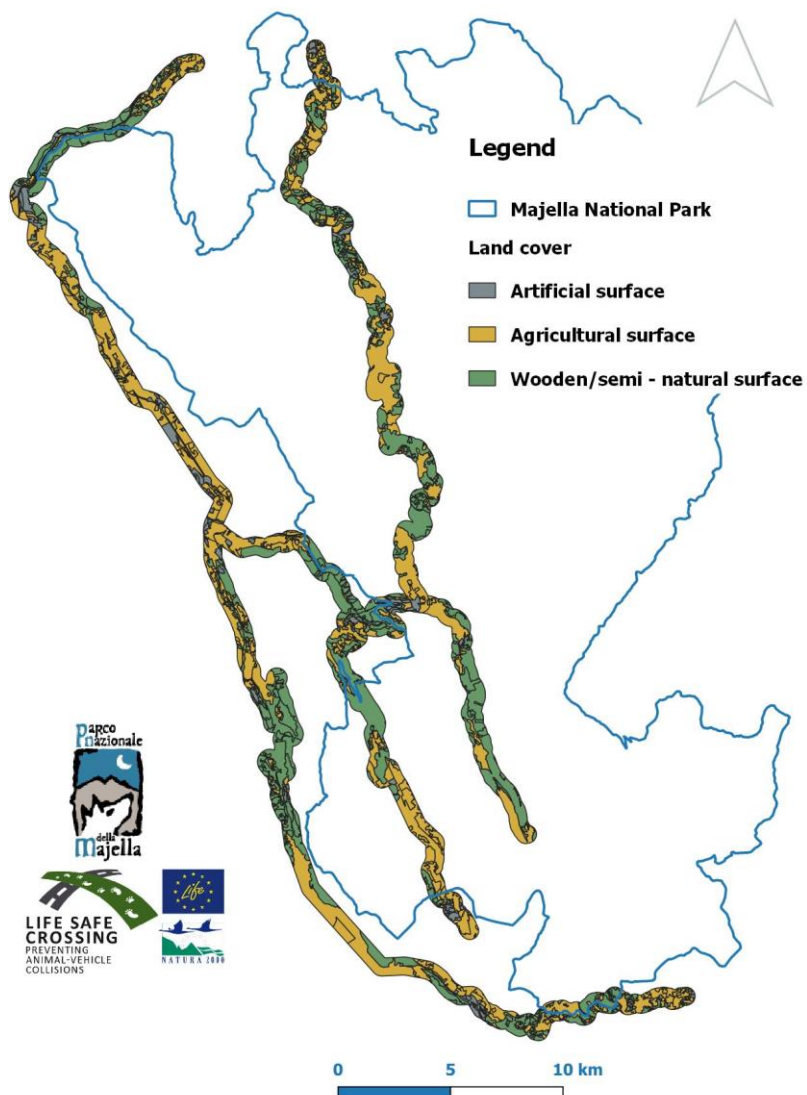 Legend
Majella National Park
Land cover
Artificial surface
Agricultural surface
Wooden/semi - natural surface
Parco
Nazionale
della
Majella
LIFE SAFE
CROSSING
PREVENTING
ANIMAL-VEHICLE
COLLISIONS
Life
NATURA 2000
0 5 10 km